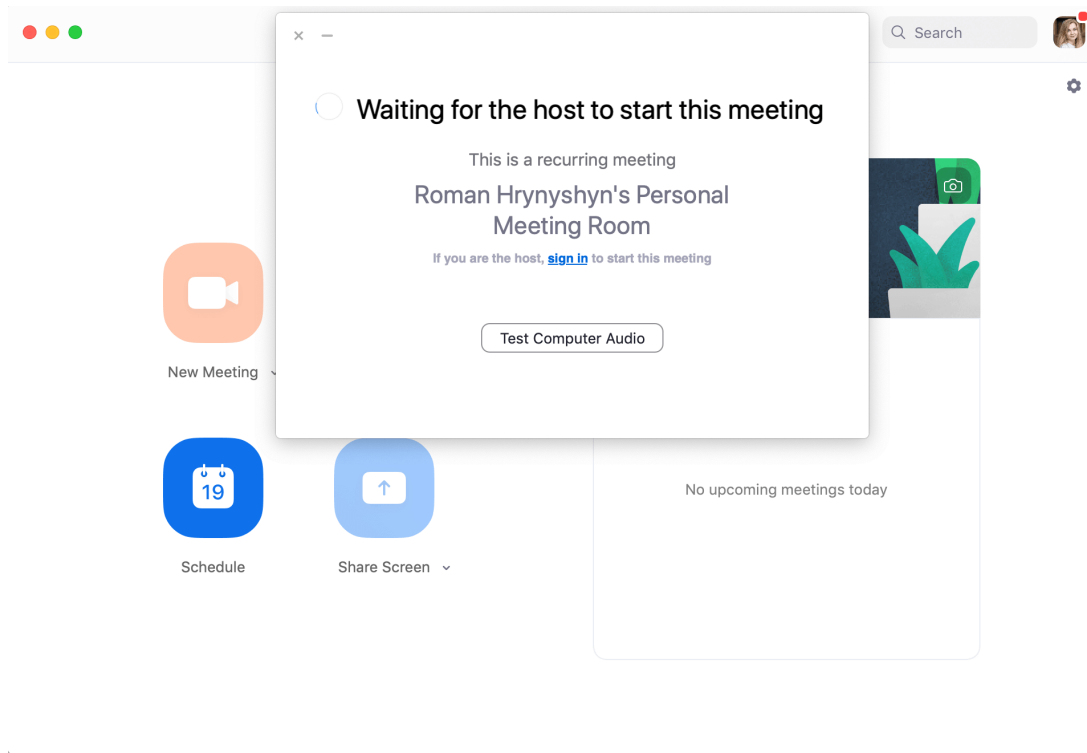 Search
Waiting for the host to start this meeting
This is a recurring meeting
Roman Hrynyshyn's Personal
Meeting Room
If you are the host, sign in to start this meeting
Test Computer Audio
New Meeting
19
Schedule
Share Screen
No upcoming meetings today